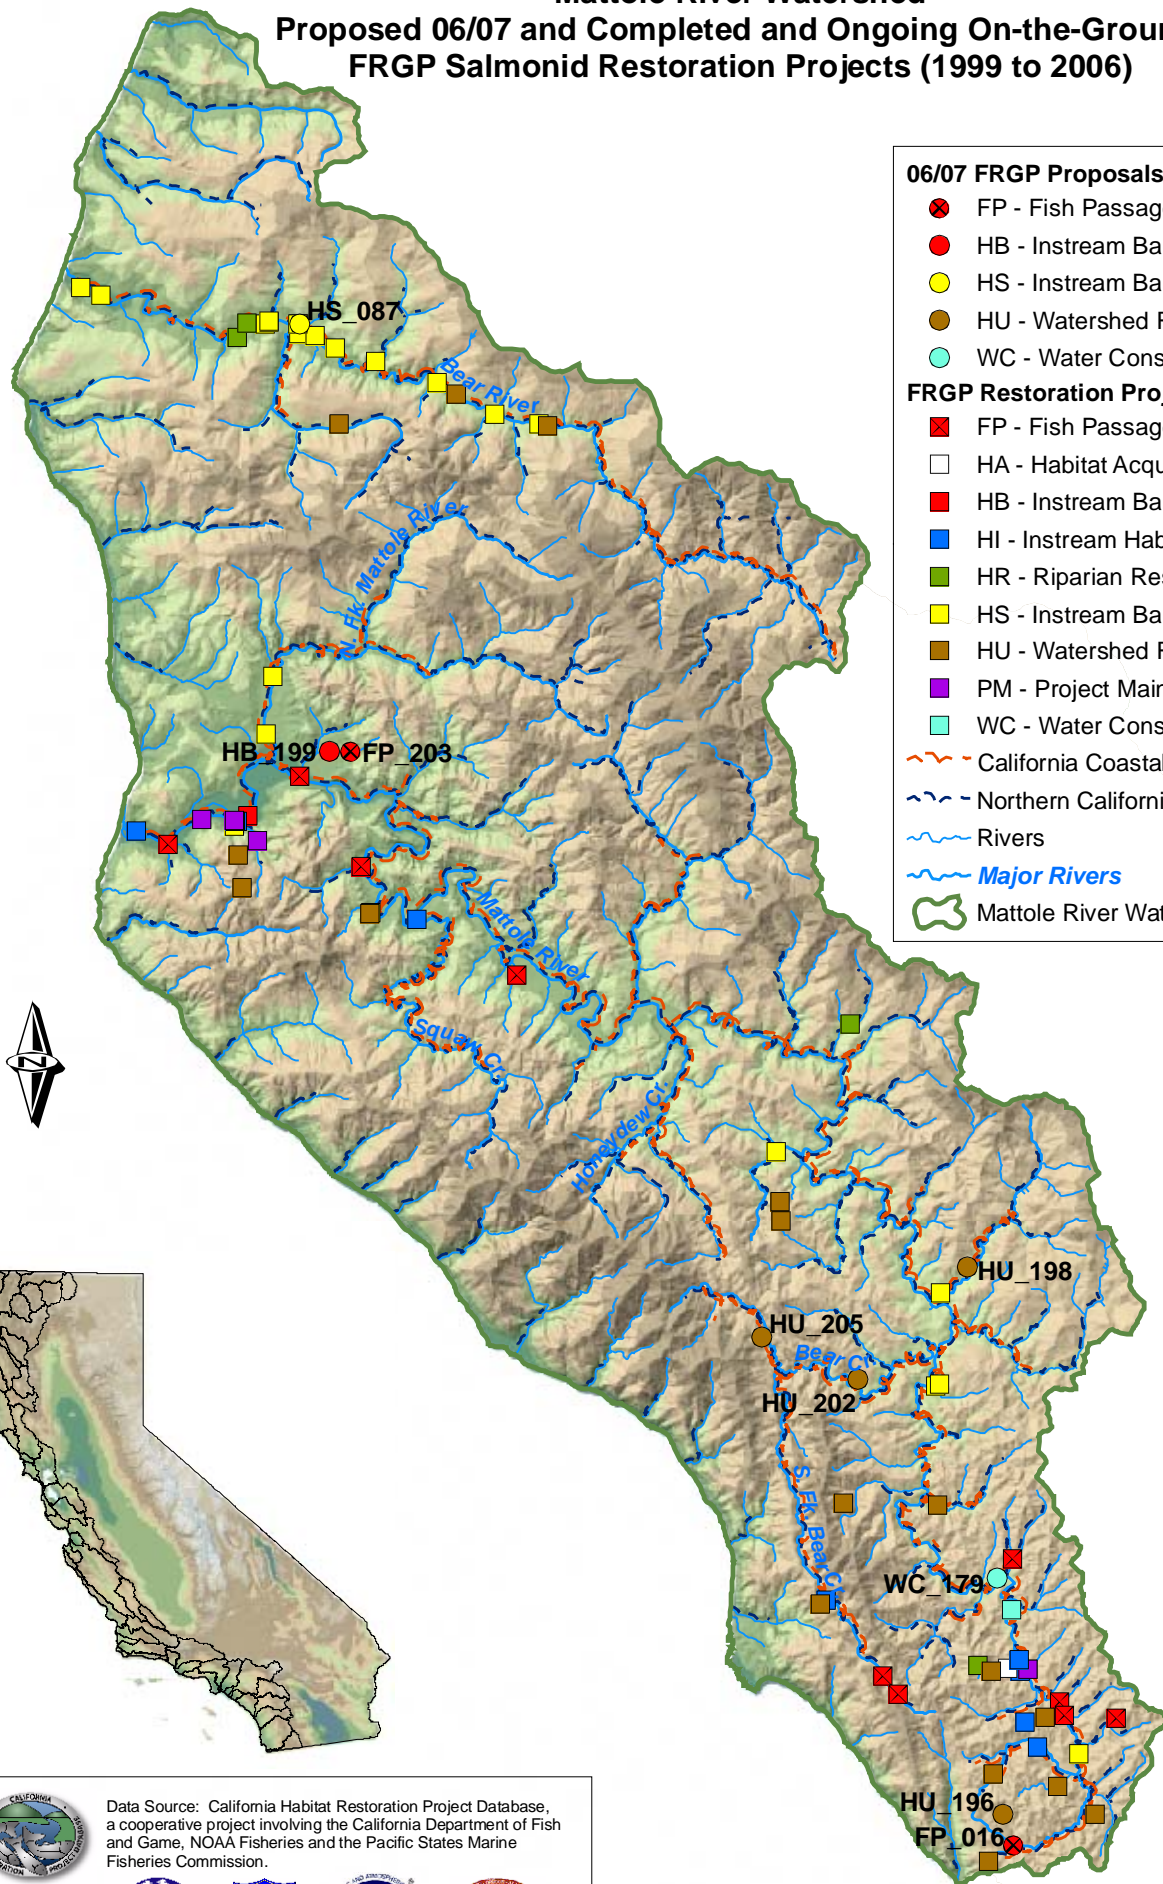 Mattole River Watershed
Proposed 06/07 and Completed and Ongoing On-the-Groun
FRGP Salmonid Restoration Projects (1999 to 2006)
06/07 FRGP Proposals
FP - Fish Passag
HB - Instream Ba
HS - Instream Ba
HU - Watershed R
WC - Water Cons
FRGP Restoration Proj
FP - Fish Passag
HA - Habitat Acqu
HB - Instream Ba
HI - Instream Hab
HR - Riparian Res
HS - Instream Ba
HU - Watershed R
PM - Project Main
WC - Water Cons
California Coastal
Northern Californi
Rivers
Major Rivers
Mattole River Wat
HS_087
Bear River
N. Fk. Mattole River
HB_199
FP_203
Mattole River
Squaw Cr.
Honeydew Cr.
N
HU_198
HU_205
Bear Cr
HU_202
S. Fk. Bear Cr.
WC_179
HU_196
FP_016
CALIFORNIA
Data Source: California Habitat Restoration Project Database,
a cooperative project involving the California Department of Fish
and Game, NOAA Fisheries and the Pacific States Marine
Fisheries Commission.